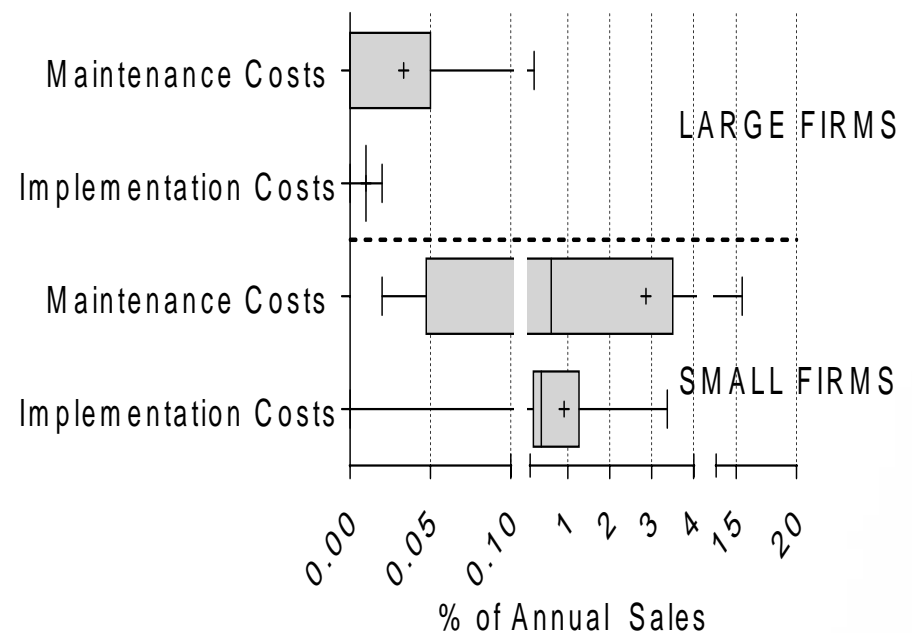 Maintenance Costs
LARGE FIRMS
Implementation Costs
Maintenance Costs
SMALL FIRMS
Implementation Costs
0.00 0.05 0.10 1 2 3 4 15 20
% of Annual Sales